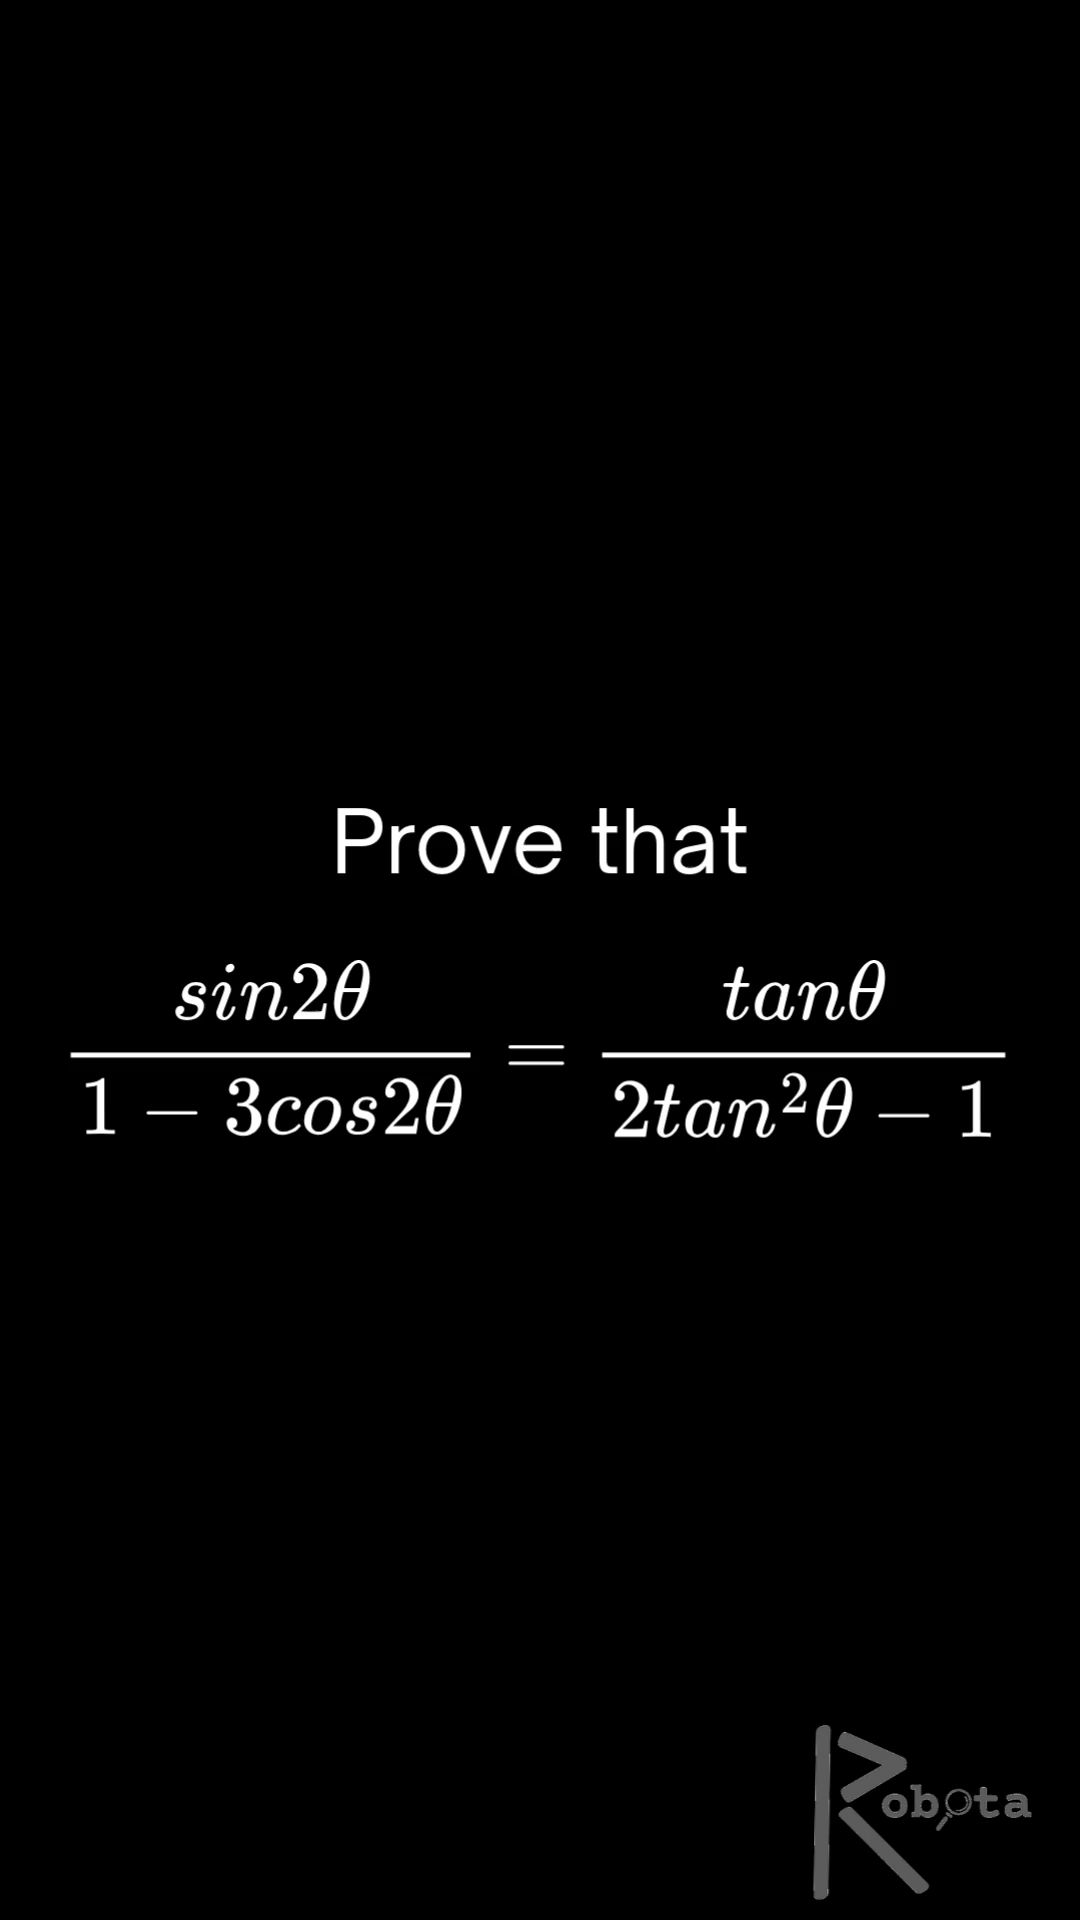 Prove that
sin2θ / 1 − 3cos2θ = tanθ / 2tan²θ − 1
Robota